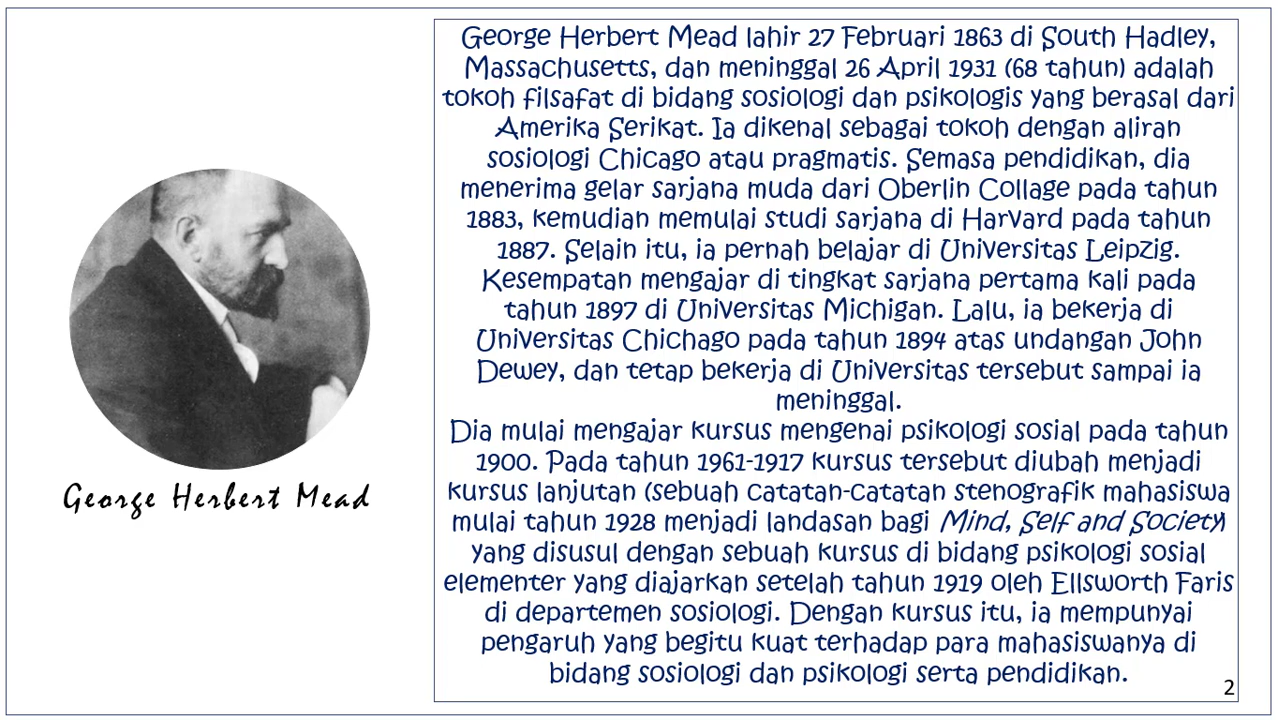 George Herbert Mead
George Herbert Mead lahir 27 Februari 1863 di South Hadley,
Massachusetts, dan meninggal 26 April 1931 (68 tahun) adalah
tokoh filsafat di bidang sosiologi dan psikologis yang berasal dari
Amerika Serikat. Ia dikenal sebagai tokoh dengan aliran
sosiologi Chicago atau pragmatis. Semasa pendidikan, dia
menerima gelar sarjana muda dari Oberlin Collage pada tahun
1883, kemudian memulai studi sarjana di Harvard pada tahun
1887. Selain itu, ia pernah belajar di Universitas Leipzig.
Kesempatan mengajar di tingkat sarjana pertama kali pada
tahun 1897 di Universitas Michigan. Lalu, ia bekerja di
Universitas Chichago pada tahun 1894 atas undangan John
Dewey, dan tetap bekerja di Universitas tersebut sampai ia
meninggal.
Dia mulai mengajar kursus mengenai psikologi sosial pada tahun
1900. Pada tahun 1961-1917 kursus tersebut diubah menjadi
kursus lanjutan (sebuah catatan-catatan stenografik mahasiswa
mulai tahun 1928 menjadi landasan bagi Mind, Self and Society)
yang disusul dengan sebuah kursus di bidang psikologi sosial
elementer yang diajarkan setelah tahun 1919 oleh Ellsworth Faris
di departemen sosiologi. Dengan kursus itu, ia mempunyai
pengaruh yang begitu kuat terhadap para mahasiswanya di
bidang sosiologi dan psikologi serta pendidikan.
2